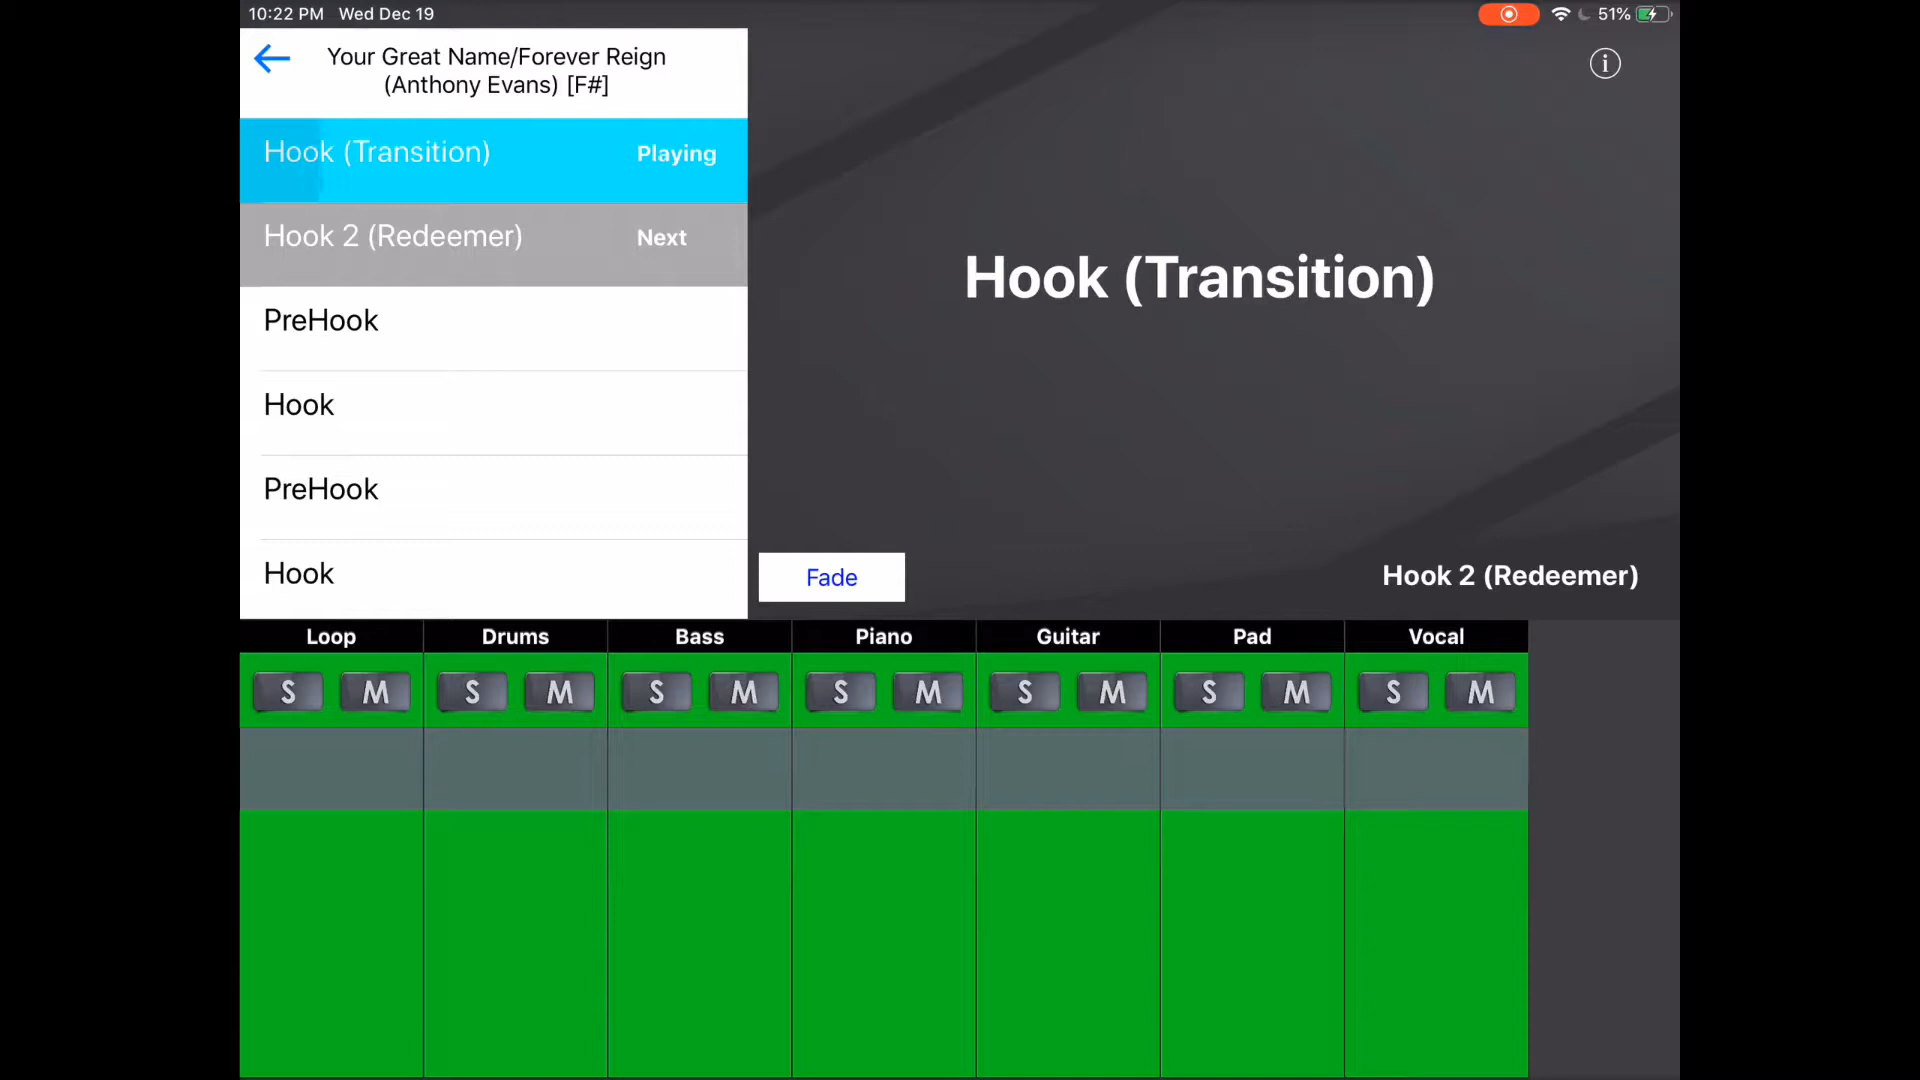 10:22 PM Wed Dec 19
51%
Your Great Name/Forever Reign
(Anthony Evans) [F#]
Hook (Transition) Playing
Hook 2 (Redeemer) Next
PreHook
Hook
PreHook
Hook
Hook (Transition)
Fade
Hook 2 (Redeemer)
Loop Drums Bass Piano Guitar Pad Vocal
S M S M S M S M S M S M S M